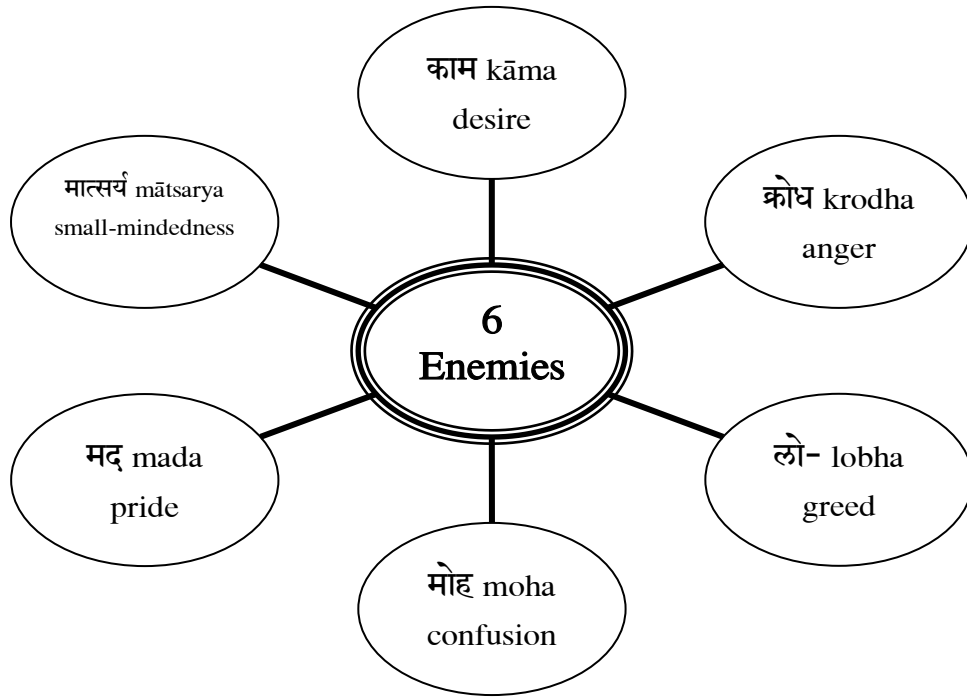 काम kāma
desire
क्रोध krodha
anger
लो- lobha
greed
मोह moha
confusion
मद mada
pride
मात्सर्य mātsarya
small-mindedness
6
Enemies